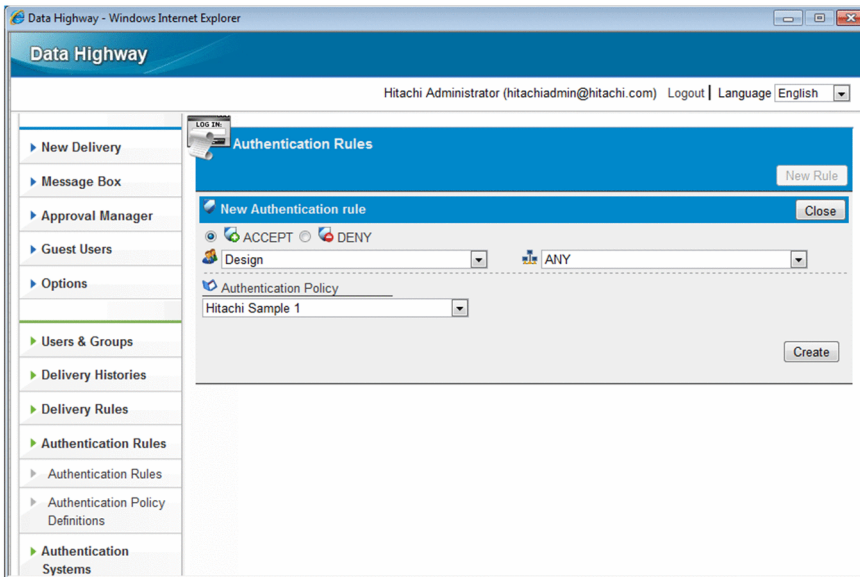 Data Highway - Windows Internet Explorer
Data Highway
Hitachi Administrator (hitachiadmin@hitachi.com) Logout | Language English
LOG IN:
Authentication Rules
New Rule
New Authentication rule
Close
ACCEPT DENY
Design ANY
Authentication Policy
Hitachi Sample 1
Create
New Delivery
Message Box
Approval Manager
Guest Users
Options
Users & Groups
Delivery Histories
Delivery Rules
Authentication Rules
Authentication Rules
Authentication Policy
Definitions
Authentication
Systems